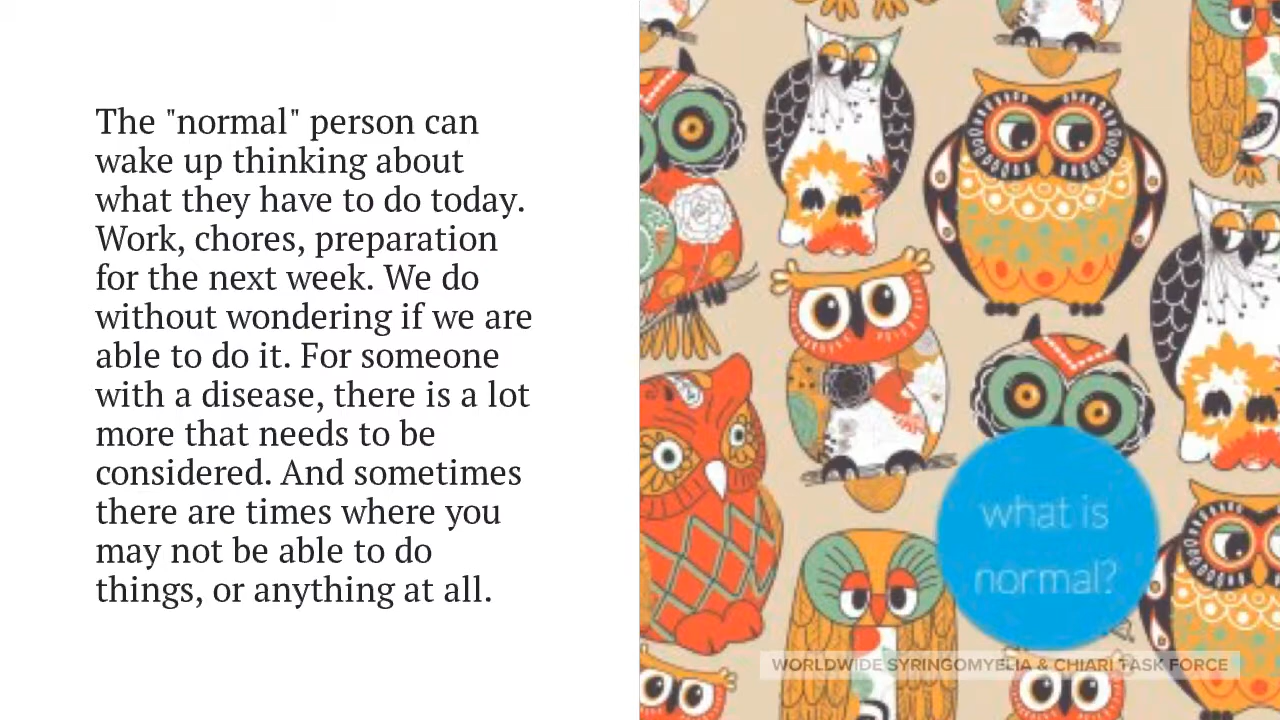 The "normal" person can
wake up thinking about
what they have to do today.
Work, chores, preparation
for the next week. We do
without wondering if we are
able to do it. For someone
with a disease, there is a lot
more that needs to be
considered. And sometimes
there are times where you
may not be able to do
things, or anything at all.
what is
normal?
WORLDWIDE SYRINGOMYELIA & CHIARI TASK FORCE